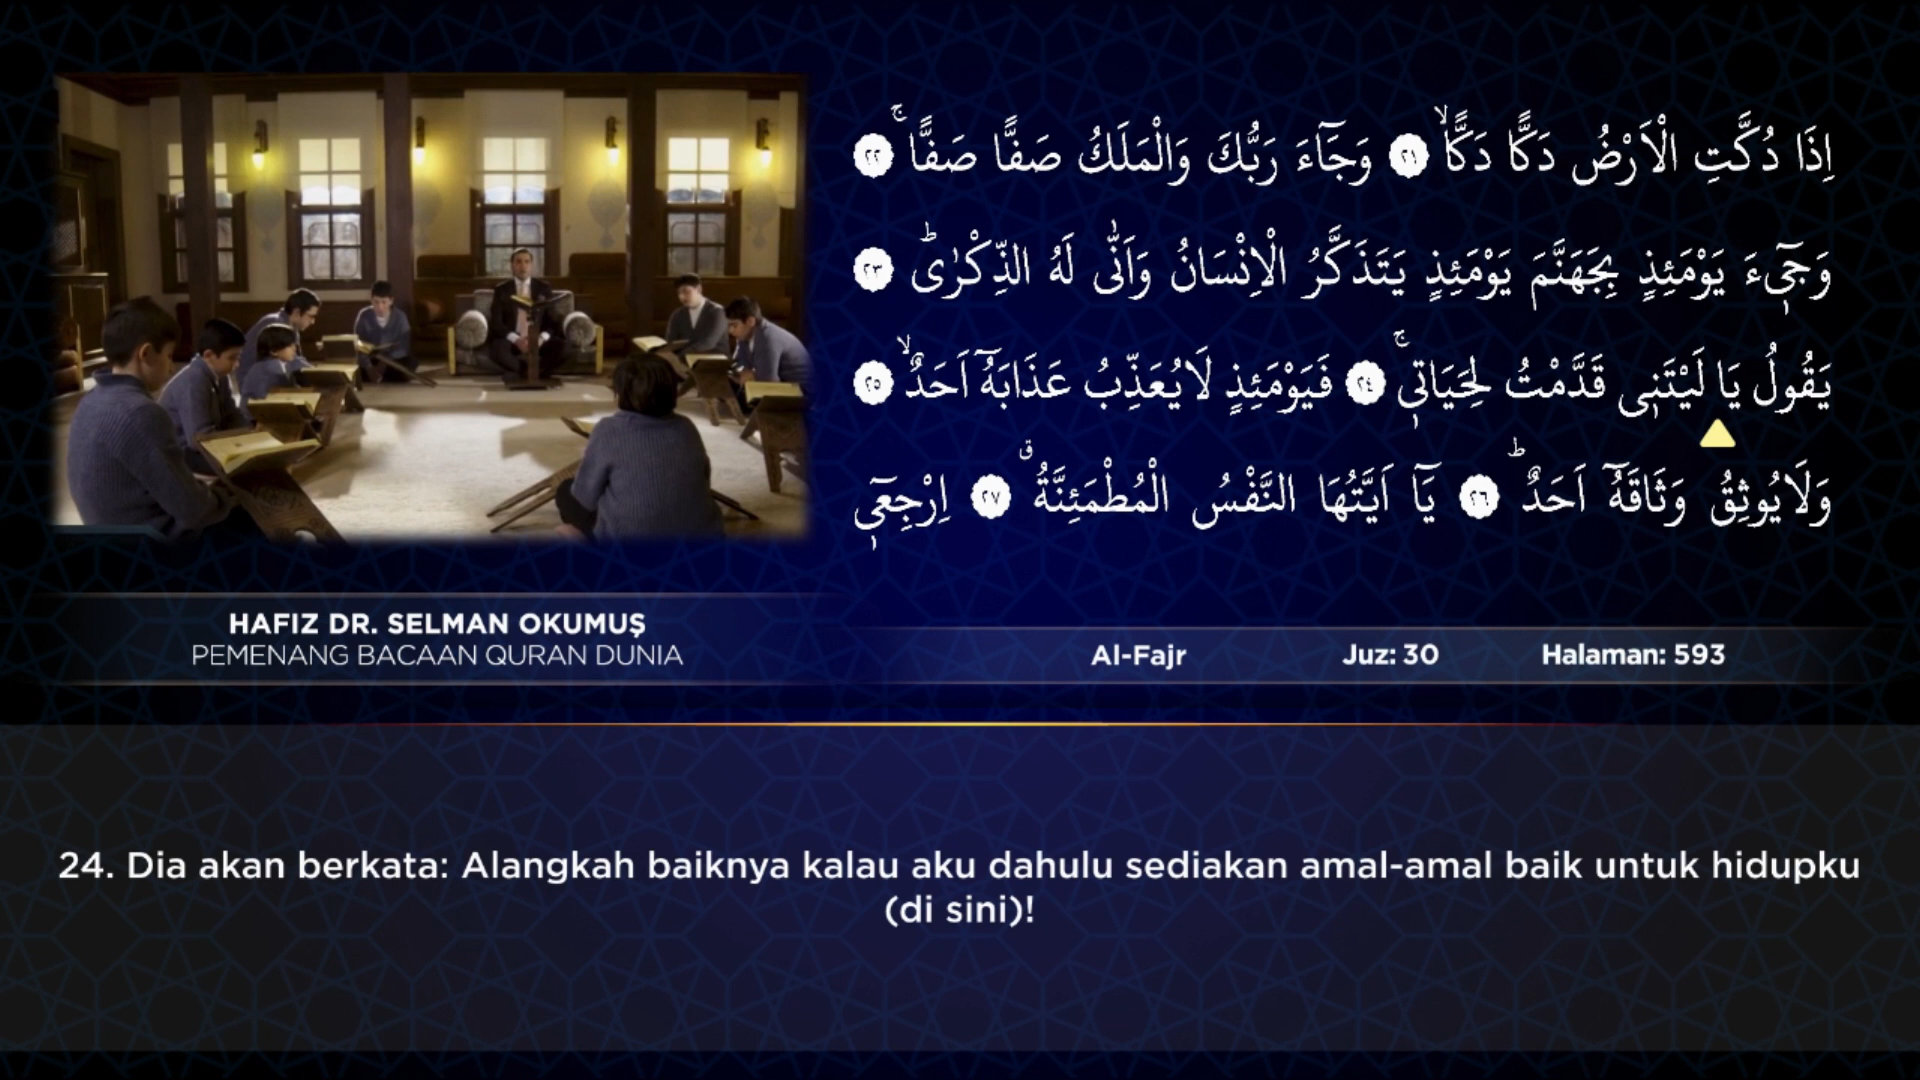 اِذَا دُكَّتِ الْاَرْضُ دَكًّا دَكًّاۙ ﴿٢١﴾ وَجَٓاءَ رَبُّكَ وَالْمَلَكُ صَفًّا صَفًّاۚ ﴿٢٢﴾
وَج۪ٓيءَ يَوْمَئِذٍ بِجَهَنَّمَ يَوْمَئِذٍ يَتَذَكَّرُ الْاِنْسَانُ وَاَنّٰى لَهُ الذِّكْرٰىۜ ﴿٢٣﴾
يَقُولُ يَا لَيْتَن۪ى قَدَّمْتُ لِحَيَات۪يۚ ﴿٢٤﴾ فَيَوْمَئِذٍ لَايُعَذِّبُ عَذَابَهُٓ اَحَدٌۙ ﴿٢٥﴾
وَلَايُوثِقُ وَثَاقَهُٓ اَحَدٌۜ ﴿٢٦﴾ يَٓا اَيَّتُهَا النَّفْسُ الْمُطْمَئِنَّةُۗ ﴿٢٧﴾ اِرْجِع۪ٓي
HAFIZ DR. SELMAN OKUMUŞ
PEMENANG BACAAN QURAN DUNIA
Al-Fajr Juz: 30 Halaman: 593
24. Dia akan berkata: Alangkah baiknya kalau aku dahulu sediakan amal-amal baik untuk hidupku
(di sini)!